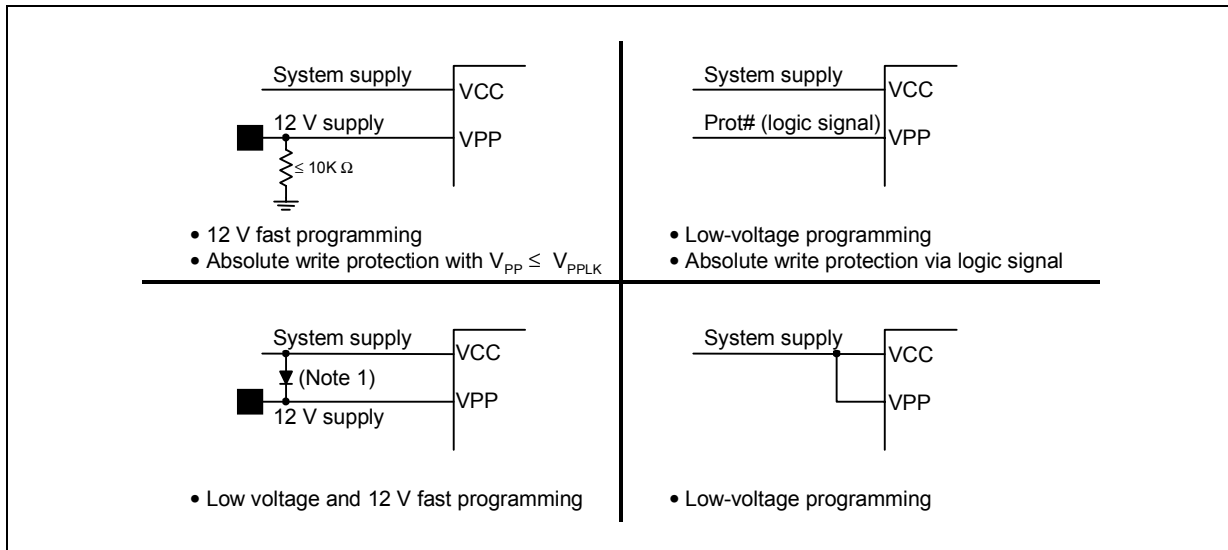 System supply
VCC
12 V supply
VPP
≤ 10K Ω
• 12 V fast programming
• Absolute write protection with VPP ≤ VPPLK
System supply
VCC
Prot# (logic signal)
VPP
• Low-voltage programming
• Absolute write protection via logic signal
System supply
VCC
(Note 1)
VPP
12 V supply
• Low voltage and 12 V fast programming
System supply
VCC
VPP
• Low-voltage programming